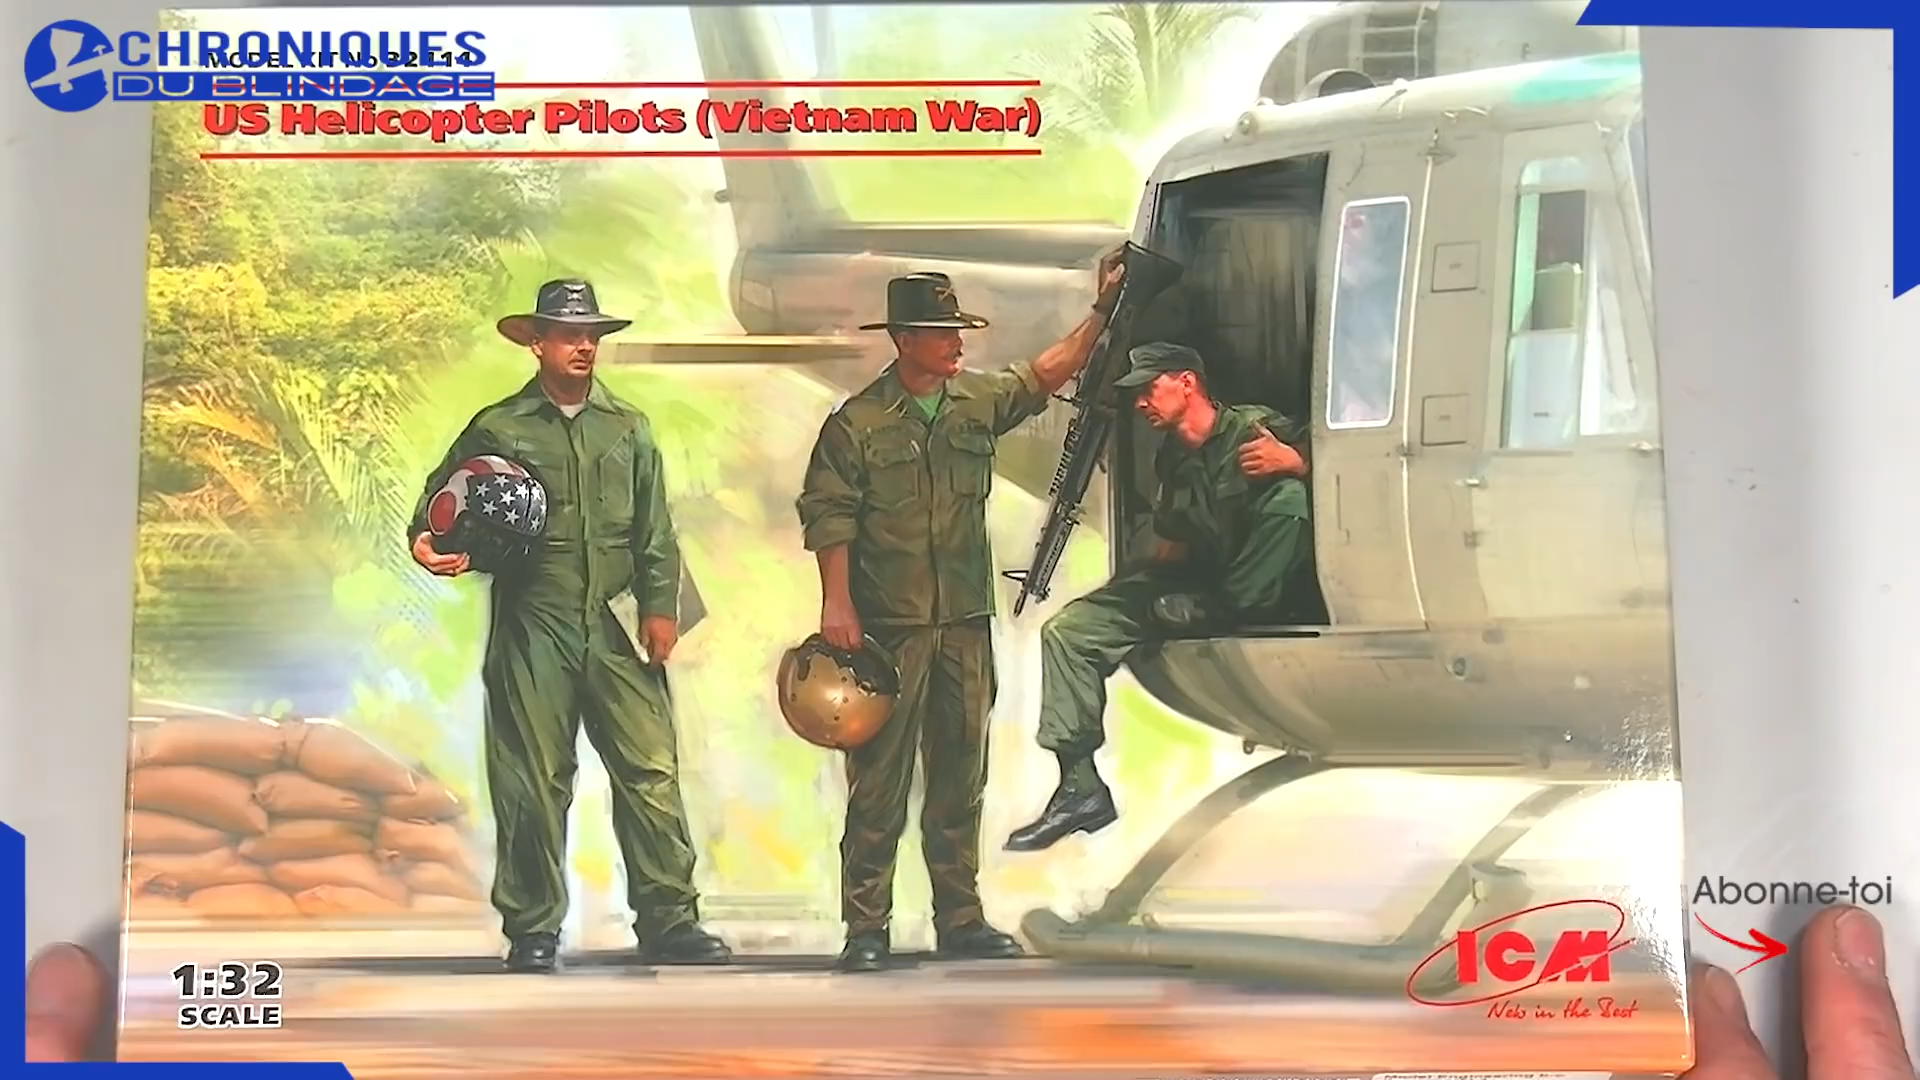 CHRONIQUES
DU BLINDAGE
MODEL KIT No 32114
US Helicopter Pilots (Vietnam War)
Abonne-toi
ICM
New in the Best
1:32
SCALE